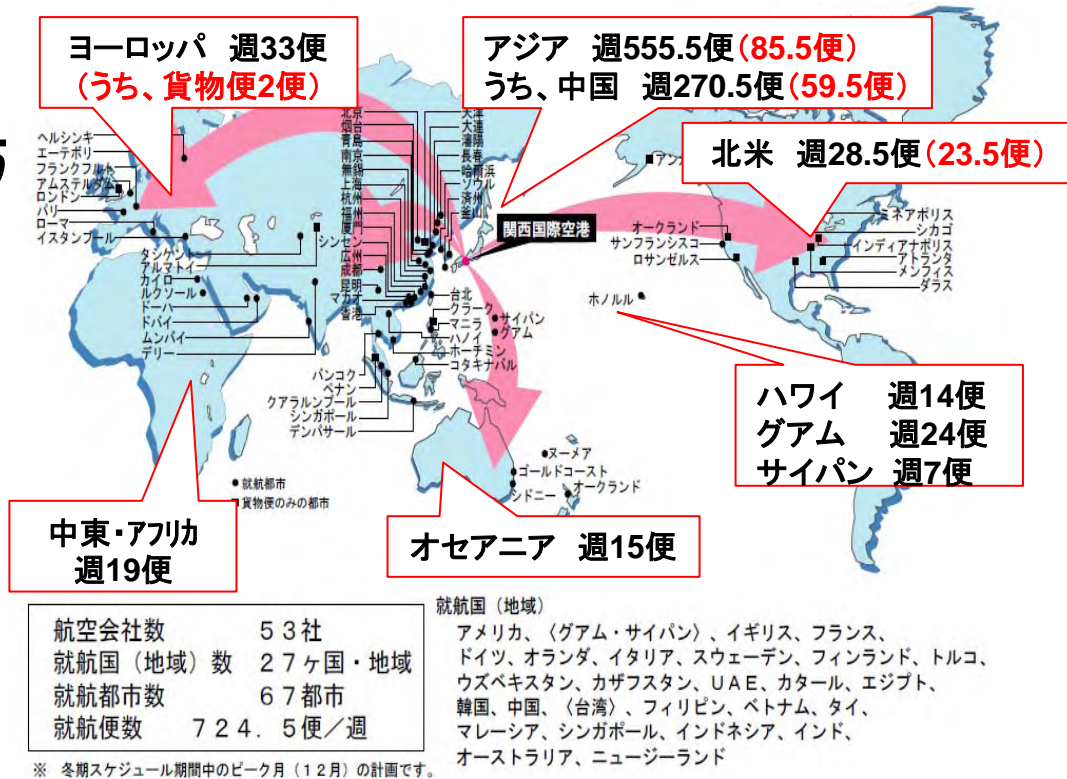 ヨーロッパ 週33便
(うち、貨物便2便)
アジア 週555.5便(85.5便)
うち、中国 週270.5便(59.5便)
北米 週28.5便(23.5便)
ヘルシンキ
エーテボリ
フランクフルト
アムステルダム
ロンドン
パリ
ローマ
イスタンブール
タシケント
アルマトイ
カイロ
ルクソール
ドーハ
ドバイ
ムンバイ
デリー
北京
烟台
青島
南京
無錫
上海
杭州
福州
厦門
シンセン
広州
成都
昆明
マカオ
香港
天津
大連
瀋陽
長春
哈爾浜
ソウル
済州
釜山
関西国際空港
台北
クラーク
マニラ
ハノイ
ホーチミン
コタキナバル
サイパン
グアム
バンコク
ペナン
クアラルンプール
シンガポール
デンパサール
オークランド
サンフランシスコ
ロサンゼルス
ホノルル
ミネアポリス
シカゴ
インディアナポリス
アトランタ
メンフィス
ダラス
ハワイ 週14便
グアム 週24便
サイパン 週7便
ヌーメア
ゴールドコースト
オークランド
シドニー
●就航都市
■貨物便のみの都市
中東・アフリカ
週19便
オセアニア 週15便
航空会社数 53社
就航国(地域)数 27ヶ国・地域
就航都市数 67都市
就航便数 724.5便/週
※ 冬期スケジュール期間中のピーク月(12月)の計画です。
就航国(地域)
アメリカ、〈グアム・サイパン〉、イギリス、フランス、
ドイツ、オランダ、イタリア、スウェーデン、フィンランド、トルコ、
ウズベキスタン、カザフスタン、UAE、カタール、エジプト、
韓国、中国、〈台湾〉、フィリピン、ベトナム、タイ、
マレーシア、シンガポール、インドネシア、インド、
オーストラリア、ニュージーランド